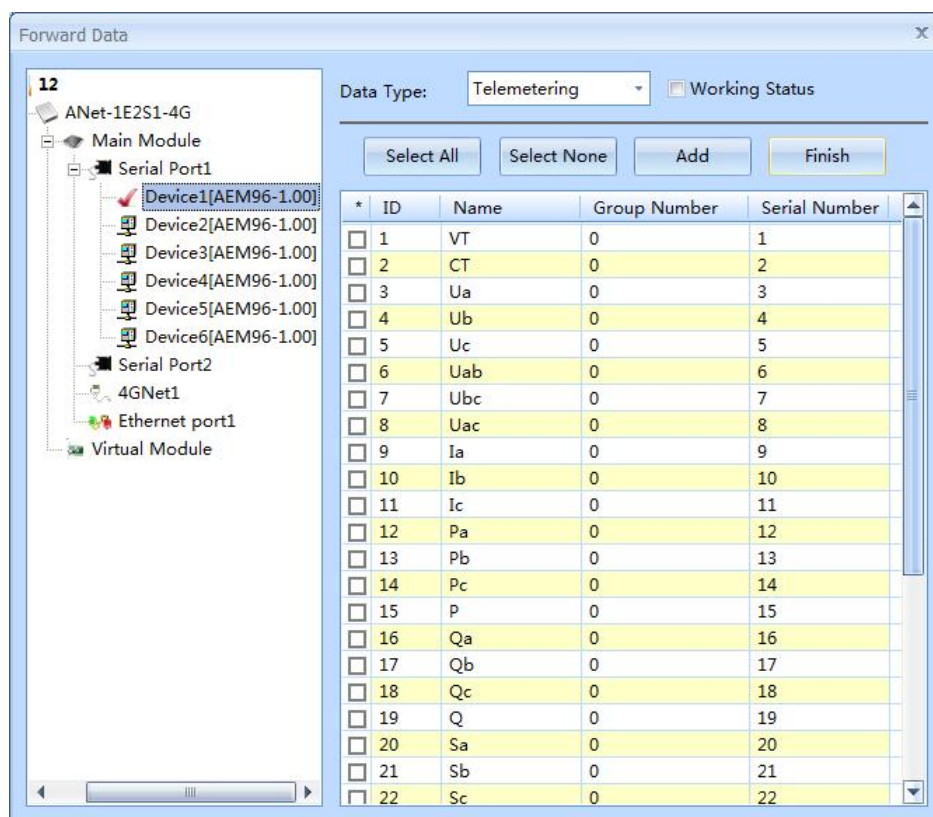 Forward Data x
12
ANet-1E2S1-4G
Main Module
Serial Port1
Device1[AEM96-1.00]
Device2[AEM96-1.00]
Device3[AEM96-1.00]
Device4[AEM96-1.00]
Device5[AEM96-1.00]
Device6[AEM96-1.00]
Serial Port2
4GNet1
Ethernet port1
Virtual Module
Data Type: Telemetering Working Status
Select All Select None Add Finish
* ID Name Group Number Serial Number
1 VT 0 1
2 CT 0 2
3 Ua 0 3
4 Ub 0 4
5 Uc 0 5
6 Uab 0 6
7 Ubc 0 7
8 Uac 0 8
9 Ia 0 9
10 Ib 0 10
11 Ic 0 11
12 Pa 0 12
13 Pb 0 13
14 Pc 0 14
15 P 0 15
16 Qa 0 16
17 Qb 0 17
18 Qc 0 18
19 Q 0 19
20 Sa 0 20
21 Sb 0 21
22 Sc 0 22